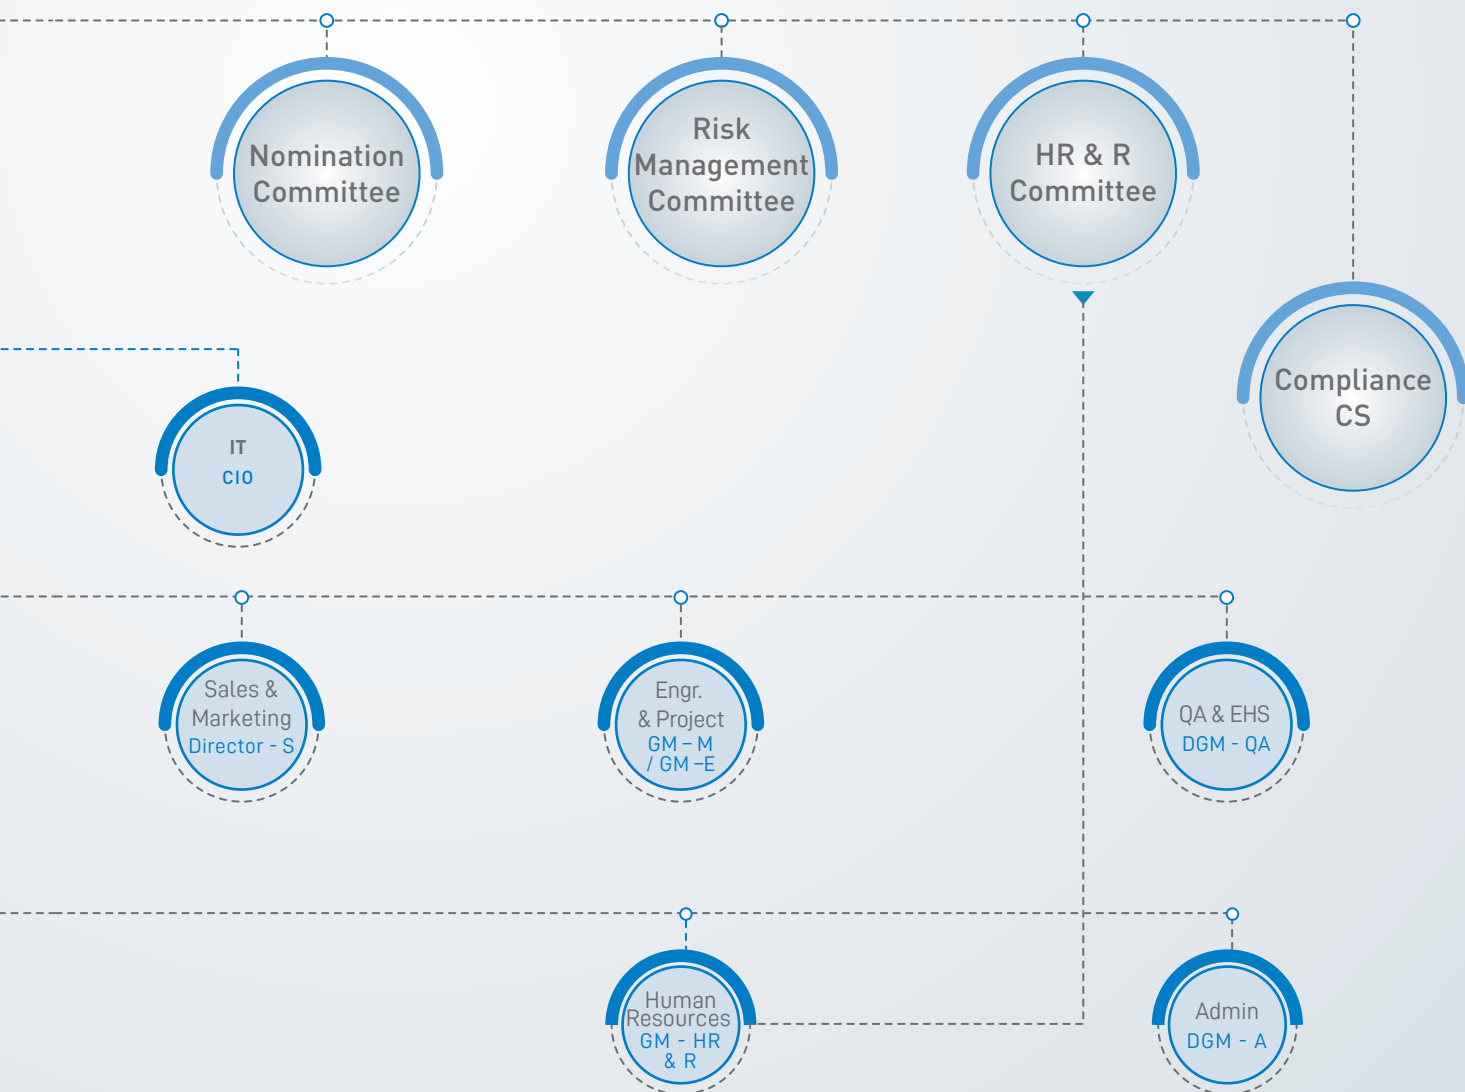 Nomination
Committee
Risk
Management
Committee
HR & R
Committee
Compliance
CS
IT
CIO
Sales &
Marketing
Director - S
Engr.
& Project
GM – M
/ GM –E
QA & EHS
DGM - QA
Human
Resources
GM - HR
& R
Admin
DGM - A